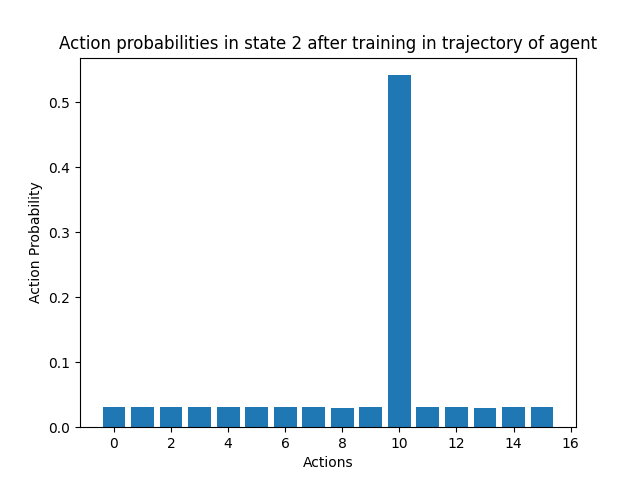 Action probabilities in state 2 after training in trajectory of agent
0.5
0.4
0.3
0.2
0.1
0.0
Action Probability
0 2 4 6 8 10 12 14 16
Actions